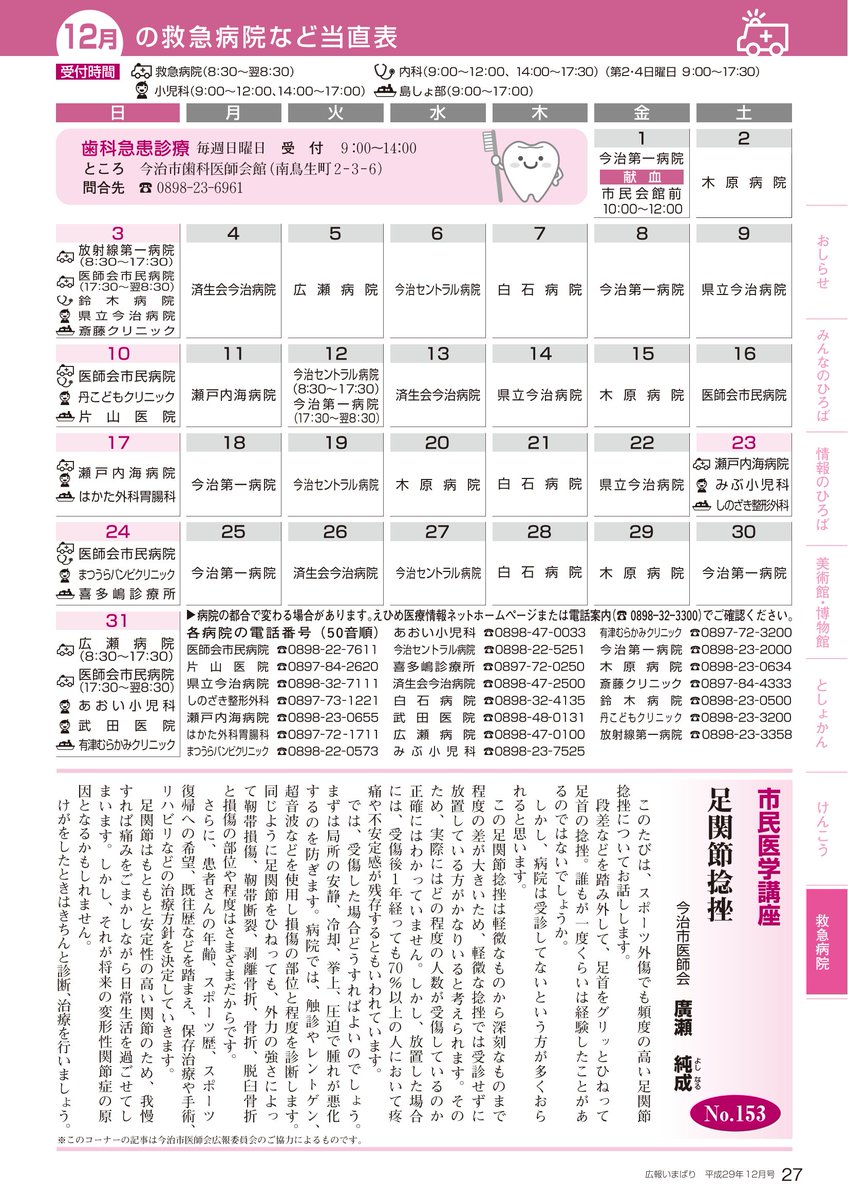 12月 の救急病院など当直表
受付時間 救急病院(8:30〜翌8:30) 内科(9:00〜12:00、14:00〜17:30)(第2・4日曜日 9:00〜17:30)
小児科(9:00〜12:00、14:00〜17:00) 島しょ部(9:00〜17:00)
日 月 火 水 木 金 土
歯科急患診療 毎週日曜日 受 付 9:00〜14:00
ところ 今治市歯科医師会館(南鳥生町2-3-6)
問合先 ☎0898-23-6961
1
今治第一病院
献血
市民会館前
10:00〜12:00
2
木原病院
3
放射線第一病院
(8:30〜17:30)
医師会市民病院
(17:30〜翌8:30)
鈴木病院
県立今治病院
斎藤クリニック
4
済生会今治病院
5
広瀬病院
6
今治セントラル病院
7
白石病院
8
今治第一病院
9
県立今治病院
10
医師会市民病院
丹こどもクリニック
片山医院
11
瀬戸内海病院
12
今治セントラル病院
(8:30〜17:30)
今治第一病院
(17:30〜翌8:30)
13
済生会今治病院
14
県立今治病院
15
木原病院
16
医師会市民病院
17
瀬戸内海病院
はかた外科胃腸科
18
今治第一病院
19
今治セントラル病院
20
木原病院
21
白石病院
22
県立今治病院
23
瀬戸内海病院
みぶ小児科
しのざき整形外科
24
医師会市民病院
まつうらバンビクリニック
喜多嶋診療所
25
今治第一病院
26
済生会今治病院
27
今治セントラル病院
28
白石病院
29
木原病院
30
今治第一病院
31
広瀬病院
(8:30〜17:30)
医師会市民病院
(17:30〜翌8:30)
あおい小児科
武田医院
有津むらかみクリニック
▶病院の都合で変わる場合があります。えひめ医療情報ネットホームページまたは電話案内(☎0898-32-3300)でご確認ください。
各病院の電話番号(50音順)
医師会市民病院 ☎0898-22-7611
片山医院 ☎0897-84-2620
県立今治病院 ☎0898-32-7111
しのざき整形外科 ☎0897-73-1221
瀬戸内海病院 ☎0898-23-0655
はかた外科胃腸科 ☎0897-72-1711
まつうらバンビクリニック ☎0898-22-0573
あおい小児科 ☎0898-47-0033
今治セントラル病院 ☎0898-22-5251
喜多嶋診療所 ☎0897-72-0250
済生会今治病院 ☎0898-47-2500
白石病院 ☎0898-32-4135
武田医院 ☎0898-48-0131
広瀬病院 ☎0898-47-0100
みぶ小児科 ☎0898-23-7525
有津むらかみクリニック ☎0897-72-3200
今治第一病院 ☎0898-23-2000
木原病院 ☎0898-23-0634
斎藤クリニック ☎0897-84-4333
鈴木病院 ☎0898-23-0500
丹こどもクリニック ☎0898-23-3200
放射線第一病院 ☎0898-23-3358
市民医学講座
No.153
足関節捻挫
今治市医師会 廣瀬 純成
よし なる
このたびは、スポーツ外傷でも頻度の高い足関節
捻挫についてお話しします。
段差などを踏み外して、足首をグリッとひねって
足首の捻挫。誰もが一度くらいは経験したことがあ
るのではないでしょうか。
しかし、病院は受診してないという方が多くおら
れると思います。
この足関節捻挫は軽微なものから深刻なものまで
程度の差が大きいため、軽微な捻挫では受診せずに
放置している方がかなりいると考えられます。その
ため、実際にはどの程度の人数が受傷しているのか
正確にはわかっていません。しかし、放置した場合
には、受傷後1年経っても70%以上の人において疼
痛や不安定感が残存するともいわれています。
では、受傷した場合どうすればよいのでしょう。
まずは局所の安静、冷却、挙上、圧迫で腫れが悪化
するのを防ぎます。病院では、触診やレントゲン、
超音波などを使用し損傷の部位と程度を診断します。
同じように足関節をひねっても、外力の強さによっ
て靭帯損傷、靭帯断裂、剥離骨折、骨折、脱臼骨折
と損傷の部位や程度はさまざまだからです。
さらに、患者さんの年齢、スポーツ歴、スポーツ
復帰への希望、既往歴などを踏まえ、保存治療や手術、
リハビリなどの治療方針を決定していきます。
足関節はもともと安定性の高い関節のため、我慢
すれば痛みをごまかしながら日常生活を過ごせてし
まいます。しかし、それが将来の変形性関節症の原
因となるかもしれません。
けがをしたときはきちんと診断、治療を行いましょう。
※このコーナーの記事は今治市医師会広報委員会のご協力によるものです。
おしらせ
みんなのひろば
情報のひろば
美術館・博物館
としょかん
けんこう
救急病院
広報いまばり 平成29年12月号 27